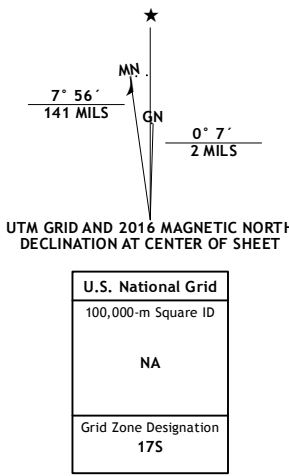 ★
MN
GN
7° 56´
141 MILS
0° 7´
2 MILS
UTM GRID AND 2016 MAGNETIC NORTH
DECLINATION AT CENTER OF SHEET
U.S. National Grid
100,000-m Square ID
NA
Grid Zone Designation
17S